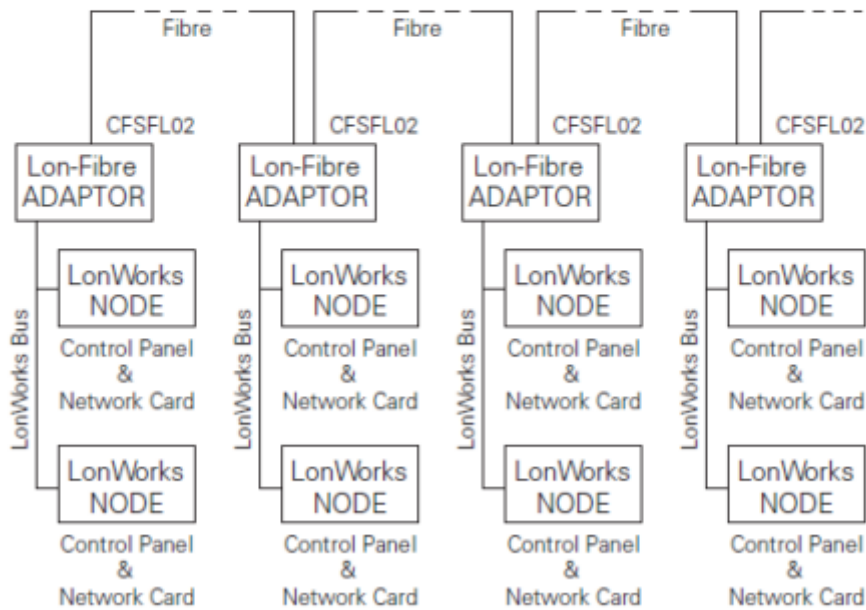 Fibre
Fibre
Fibre
CFSFL02
CFSFL02
CFSFL02
CFSFL02
Lon-Fibre
ADAPTOR
Lon-Fibre
ADAPTOR
Lon-Fibre
ADAPTOR
Lon-Fibre
ADAPTOR
LonWorks Bus
LonWorks
NODE
Control Panel
&
Network Card
LonWorks
NODE
Control Panel
&
Network Card
LonWorks Bus
LonWorks
NODE
Control Panel
&
Network Card
LonWorks
NODE
Control Panel
&
Network Card
LonWorks Bus
LonWorks
NODE
Control Panel
&
Network Card
LonWorks
NODE
Control Panel
&
Network Card
LonWorks Bus
LonWorks
NODE
Control Panel
&
Network Card
LonWorks
NODE
Control Panel
&
Network Card